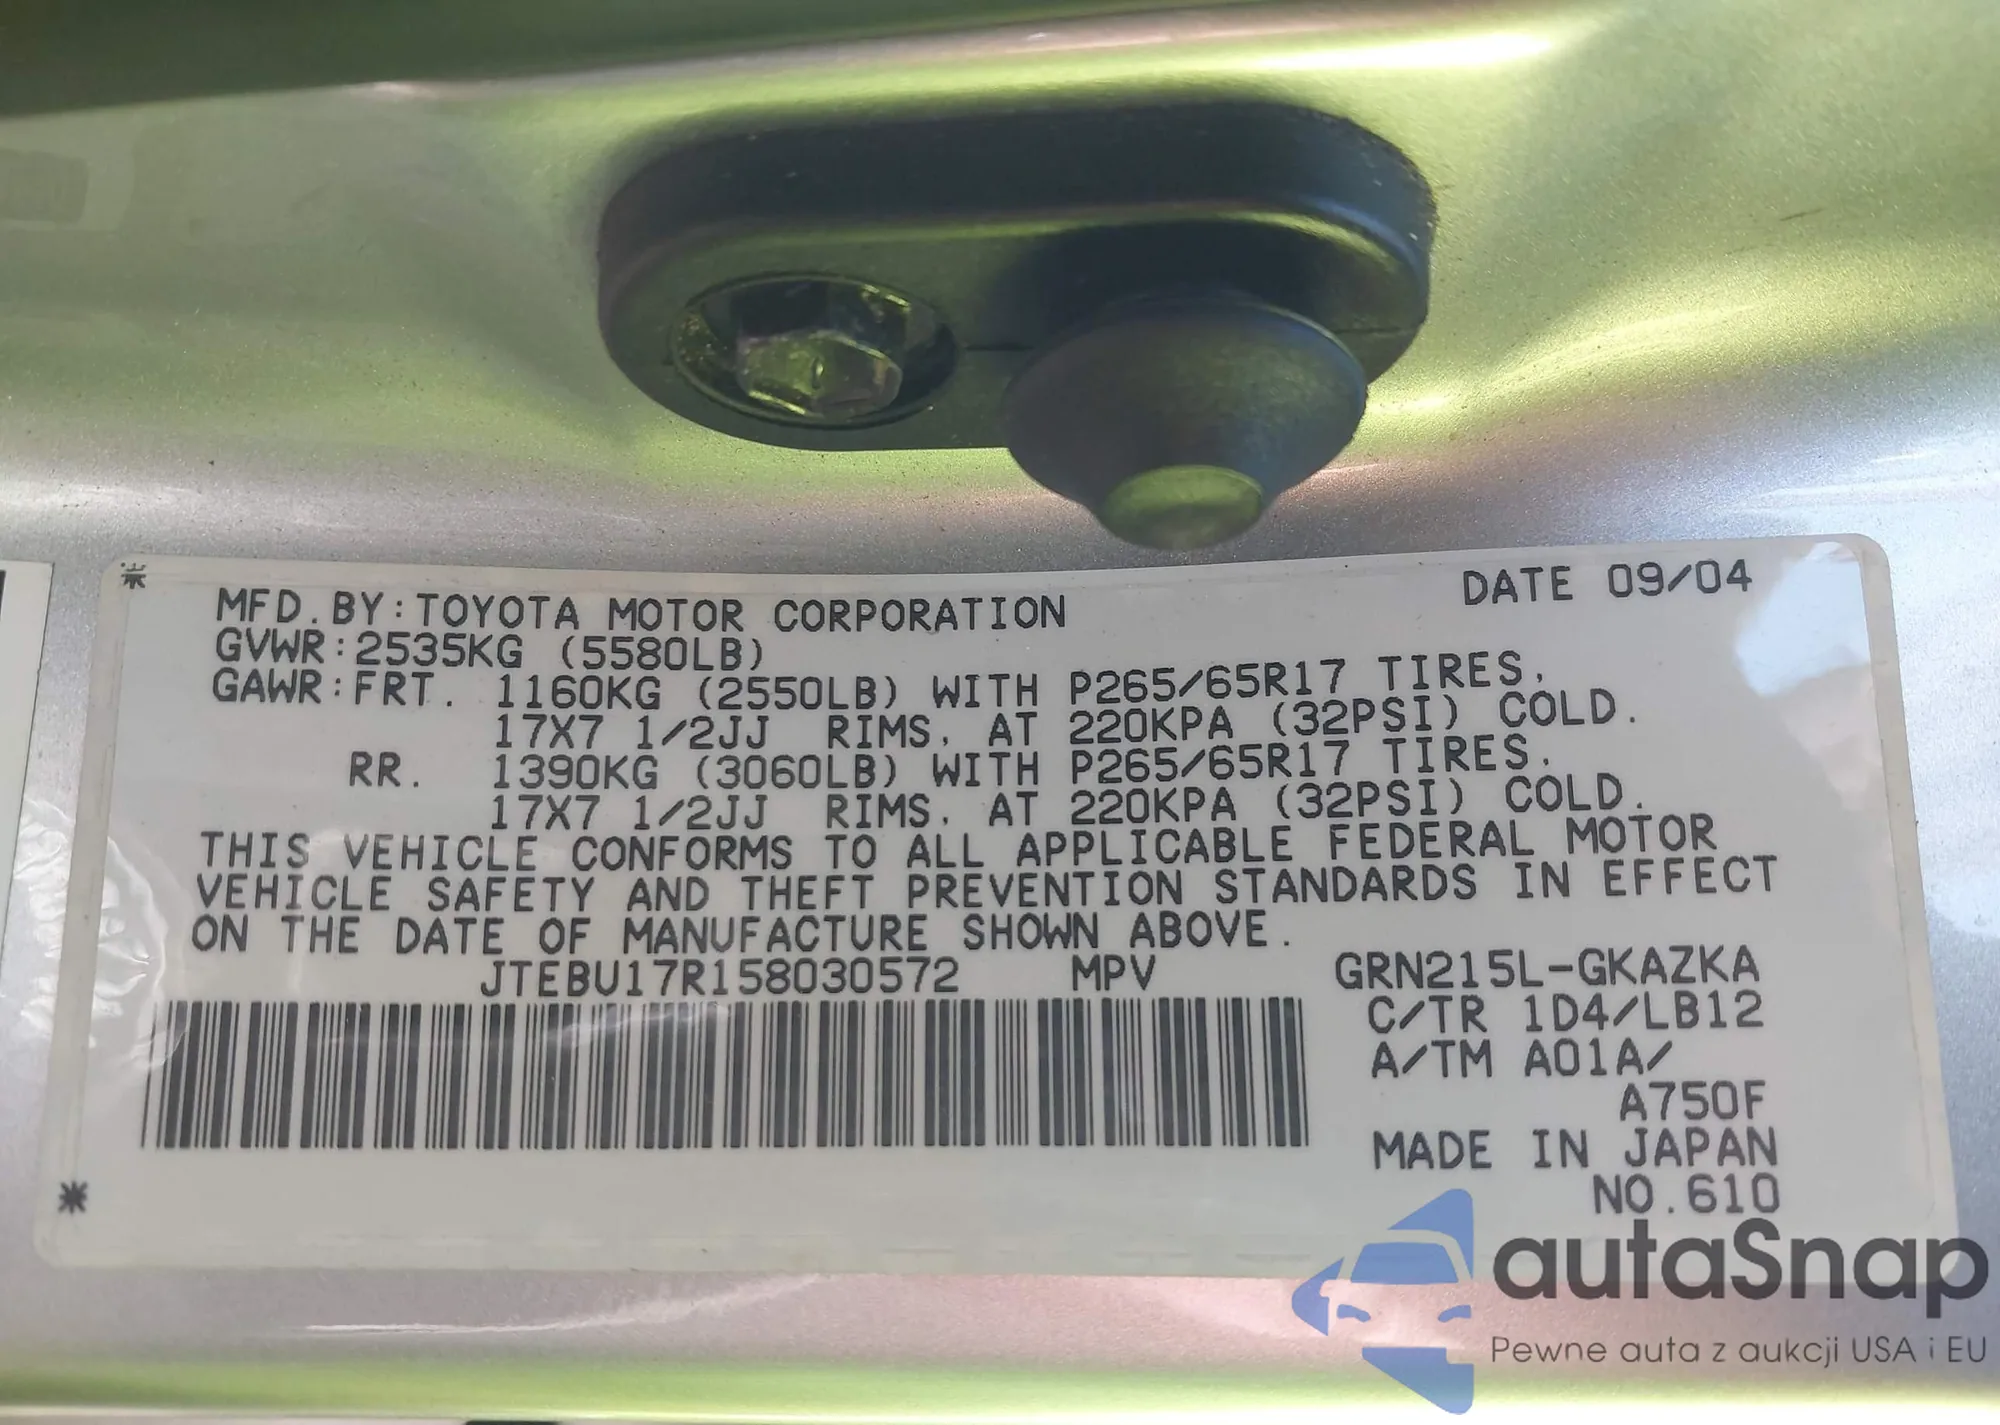 DATE 09/04
MFD.BY:TOYOTA MOTOR CORPORATION
GVWR:2535KG (5580LB)
GAWR:FRT. 1160KG (2550LB) WITH P265/65R17 TIRES,
17X7 1/2JJ RIMS, AT 220KPA (32PSI) COLD.
RR. 1390KG (3060LB) WITH P265/65R17 TIRES,
17X7 1/2JJ RIMS, AT 220KPA (32PSI) COLD.
THIS VEHICLE CONFORMS TO ALL APPLICABLE FEDERAL MOTOR
VEHICLE SAFETY AND THEFT PREVENTION STANDARDS IN EFFECT
ON THE DATE OF MANUFACTURE SHOWN ABOVE.
JTEBU17R158030572 MPV GRN215L-GKAZKA
C/TR 1D4/LB12
A/TM A01A/
A750F
MADE IN JAPAN
NO.610
autaSnap
Pewne auta z aukcji USA i EU